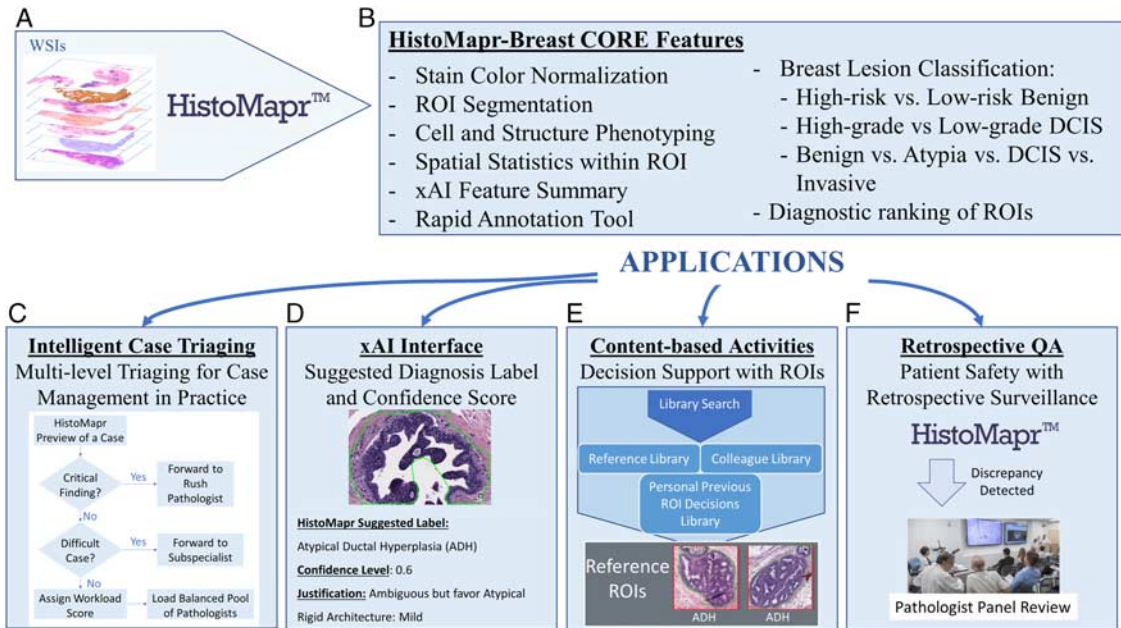 A
WSIs
HistoMapr™
B
HistoMapr-Breast CORE Features
- Stain Color Normalization
- ROI Segmentation
- Cell and Structure Phenotyping
- Spatial Statistics within ROI
- xAI Feature Summary
- Rapid Annotation Tool
- Breast Lesion Classification:
- High-risk vs. Low-risk Benign
- High-grade vs Low-grade DCIS
- Benign vs. Atypia vs. DCIS vs.
Invasive
- Diagnostic ranking of ROIs
APPLICATIONS
C
Intelligent Case Triaging
Multi-level Triaging for Case
Management in Practice
HistoMapr
Preview of a Case
Critical
Finding?
Yes
Forward to
Rush
Pathologist
No
Difficult
Case?
Yes
Forward to
Subspecialist
No
Assign Workload
Score
Load Balanced Pool
of Pathologists
D
xAI Interface
Suggested Diagnosis Label
and Confidence Score
HistoMapr Suggested Label:
Atypical Ductal Hyperplasia (ADH)
Confidence Level: 0.6
Justification: Ambiguous but favor Atypical
Rigid Architecture: Mild
E
Content-based Activities
Decision Support with ROIs
Library Search
Reference Library
Colleague Library
Personal Previous
ROI Decisions
Library
Reference
ROIs
ADH
ADH
F
Retrospective QA
Patient Safety with
Retrospective Surveillance
HistoMapr™
Discrepancy
Detected
Pathologist Panel Review